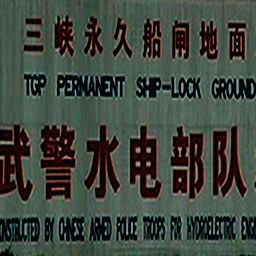 三峡永久船闸地面
TGP PERMANENT SHIP-LOCK GROUND
武警水电部队
CONSTRUCTED BY CHINESE ARMED POLICE TROOPS FOR HYDROELECTRIC ENGI